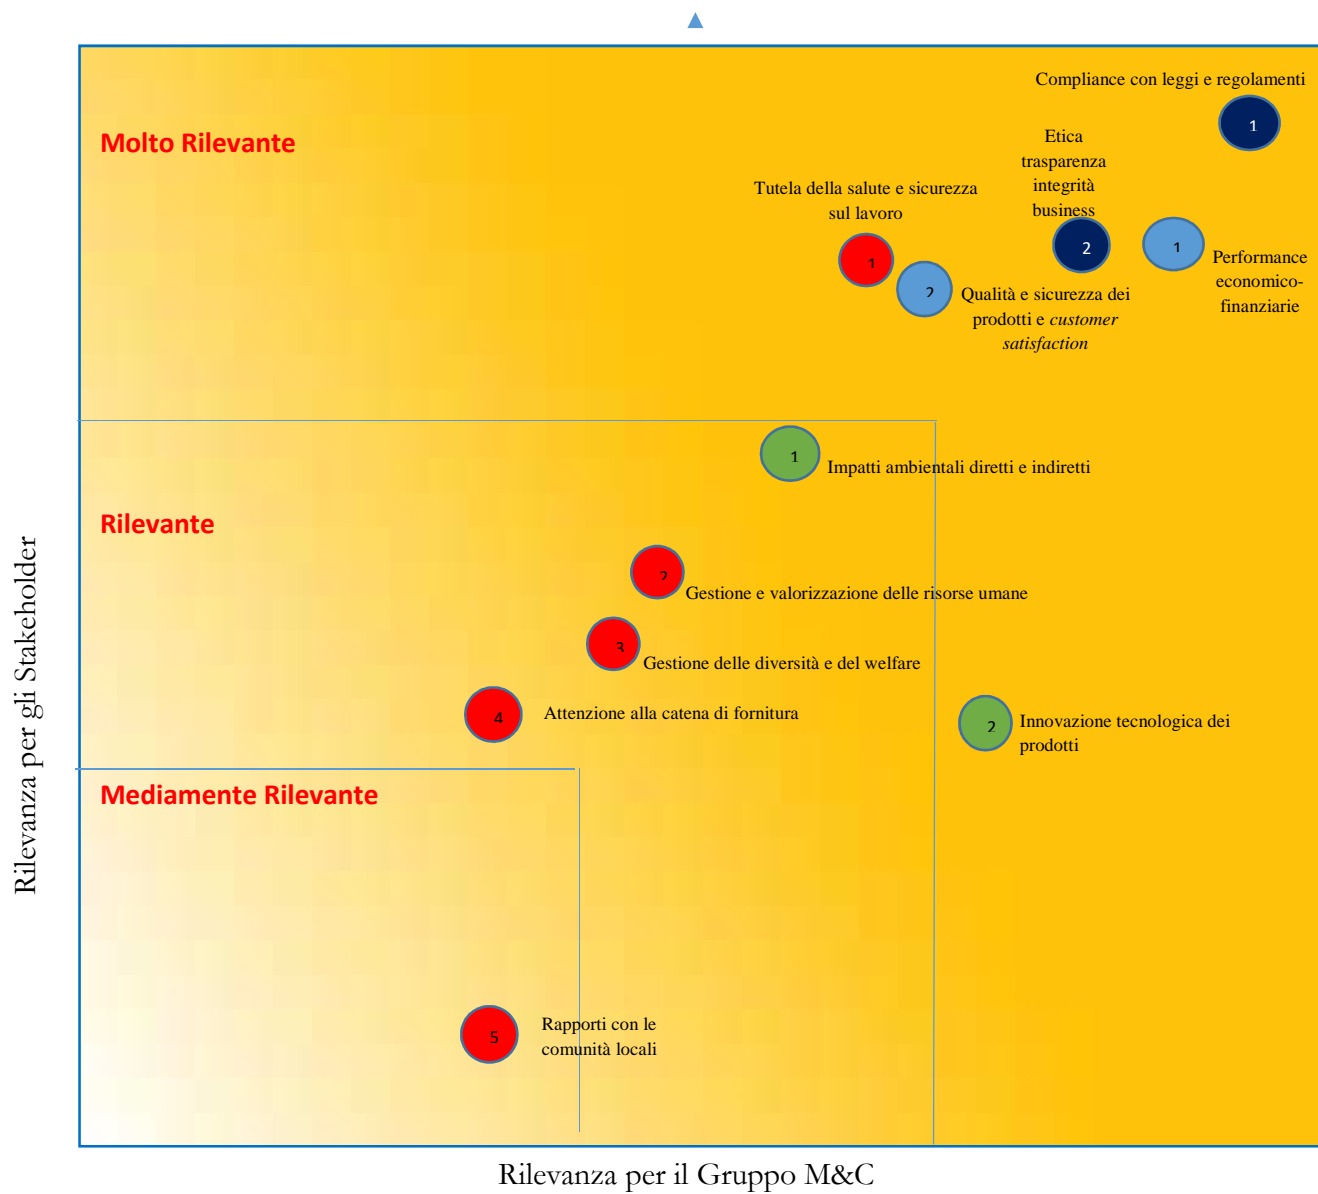 Compliance con leggi e regolamenti
1
Molto Rilevante
Etica
trasparenza
integrità
business
Tutela della salute e sicurezza
sul lavoro
2
1
Performance
economico-
finanziarie
1
2
Qualità e sicurezza dei
prodotti e customer
satisfaction
1
Impatti ambientali diretti e indiretti
Rilevante
2
Gestione e valorizzazione delle risorse umane
3
Gestione delle diversità e del welfare
4
Attenzione alla catena di fornitura
2
Innovazione tecnologica dei
prodotti
Mediamente Rilevante
5
Rapporti con le
comunità locali
Rilevanza per gli Stakeholder
Rilevanza per il Gruppo M&C